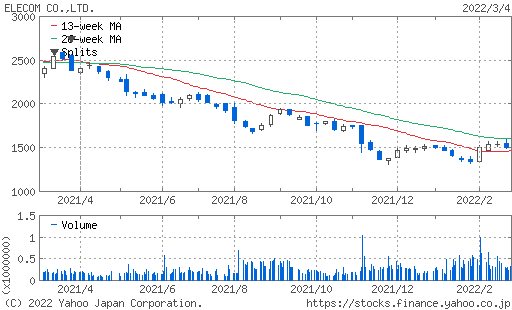 ELECOM CO.,LTD. 2022/3/4
13-week MA
26-week MA
Splits
3000
2500
2000
1500
1000
2021/4 2021/6 2021/8 2021/10 2021/12 2022/2
Volume
1.5
1
0.5
0
(x1000000)
2021/4 2021/6 2021/8 2021/10 2021/12 2022/2
(C) 2022 Yahoo Japan Corporation. https://stocks.finance.yahoo.co.jp/